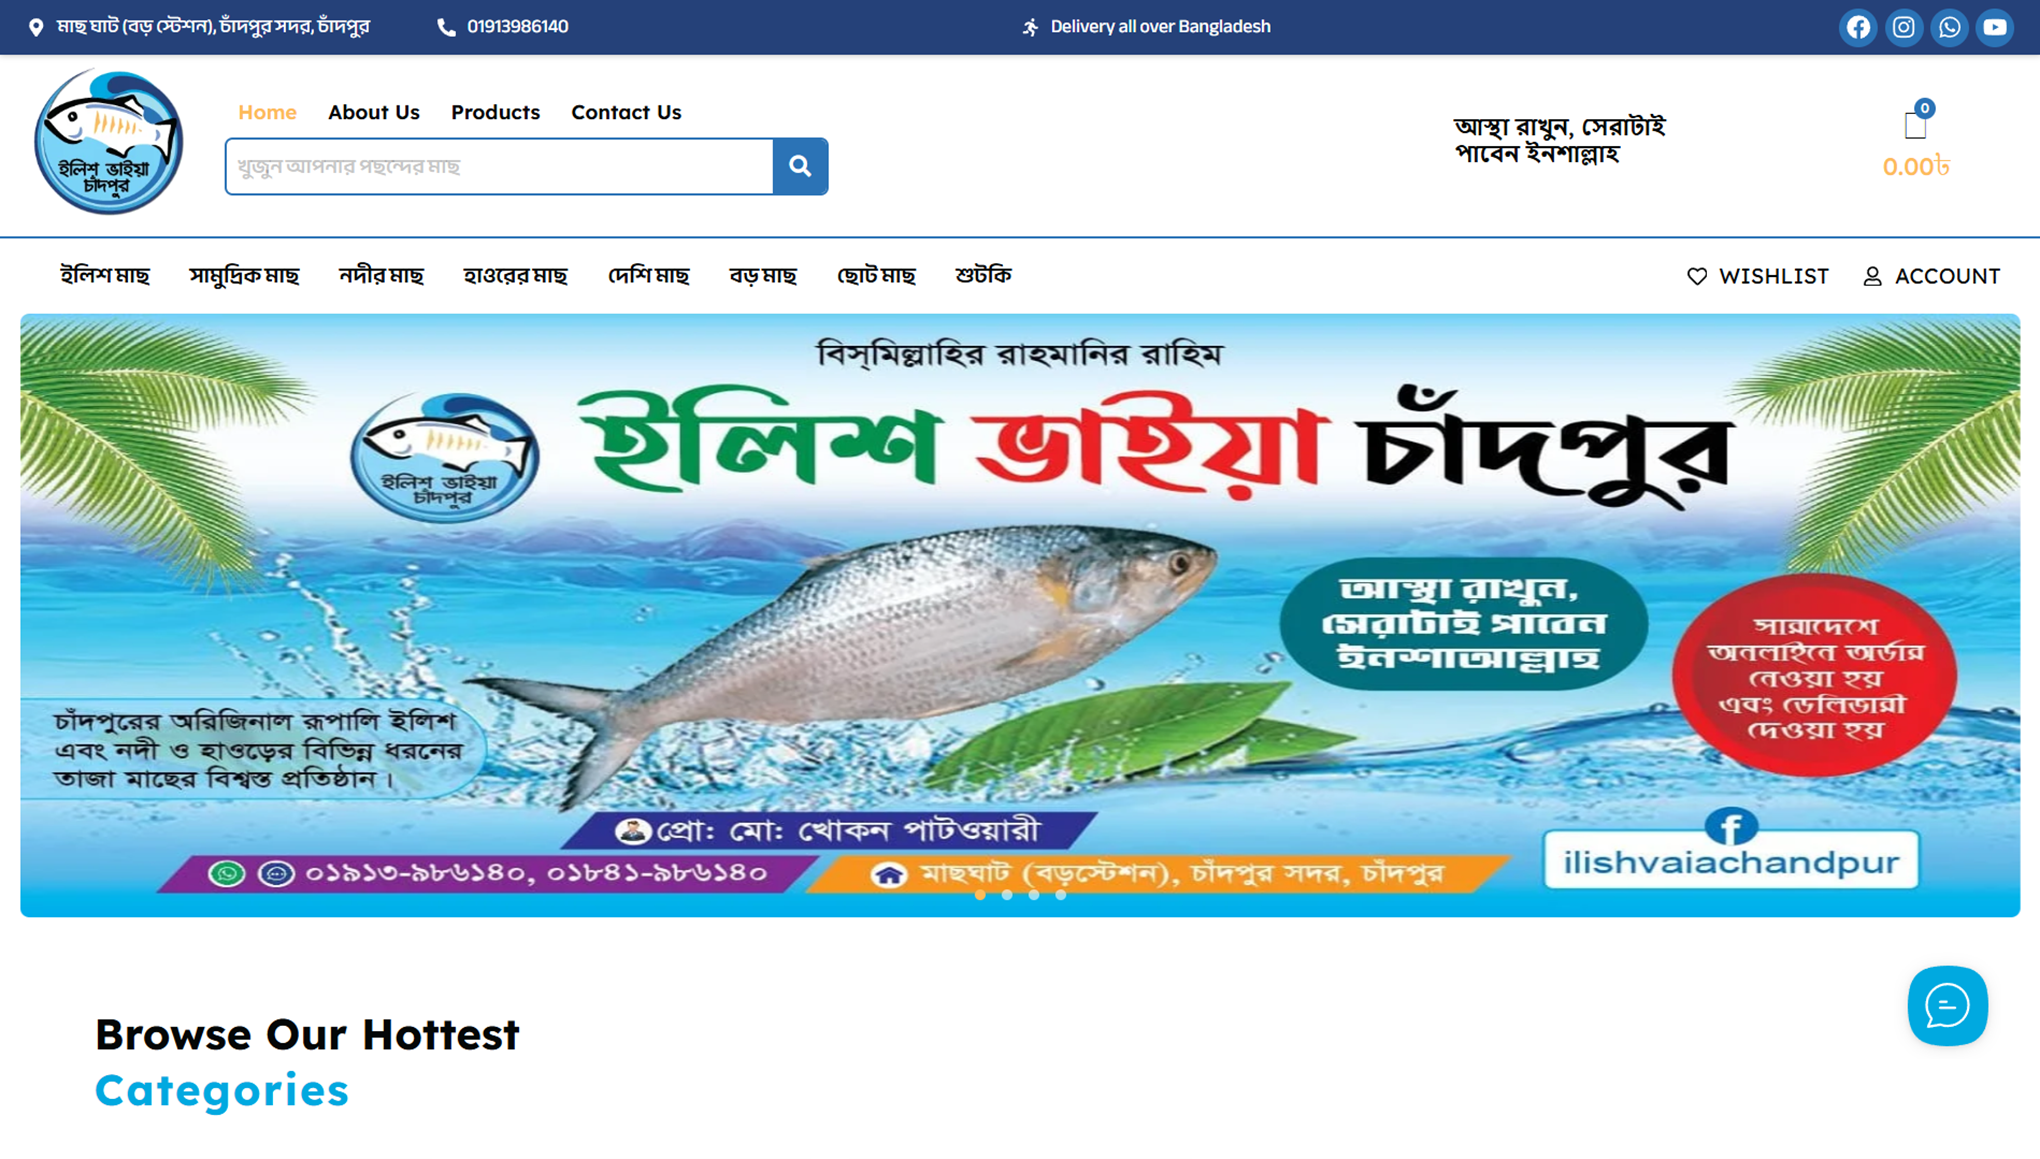 মাছ ঘাট (বড় স্টেশন), চাঁদপুর সদর, চাঁদপুর
01913986140
Delivery all over Bangladesh
ইলিশ ভাইয়া
চাঁদপুর
Home About Us Products Contact Us
খুজুন আপনার পছন্দের মাছ
আস্থা রাখুন, সেরাটাই
পাবেন ইনশাল্লাহ
0
0.00৳
ইলিশ মাছ সামুদ্রিক মাছ নদীর মাছ হাওরের মাছ দেশি মাছ বড় মাছ ছোট মাছ শুটকি
WISHLIST ACCOUNT
বিস্‌মিল্লাহির রাহমানির রাহিম
ইলিশ ভাইয়া চাঁদপুর
ইলিশ ভাইয়া
চাঁদপুর
আস্থা রাখুন,
সেরাটাই পাবেন
ইনশাআল্লাহ
সারাদেশে
অনলাইনে অর্ডার
নেওয়া হয়
এবং ডেলিভারী
দেওয়া হয়
চাঁদপুরের অরিজিনাল রূপালি ইলিশ
এবং নদী ও হাওড়ের বিভিন্ন ধরনের
তাজা মাছের বিশ্বস্ত প্রতিষ্ঠান।
প্রো: মো: খোকন পাটওয়ারী
০১৯১৩-৯৮৬১৪০, ০১৮৪১-৯৮৬১৪০
মাছঘাট (বড়স্টেশন), চাঁদপুর সদর, চাঁদপুর
ilishvaiachandpur
Browse Our Hottest
Categories